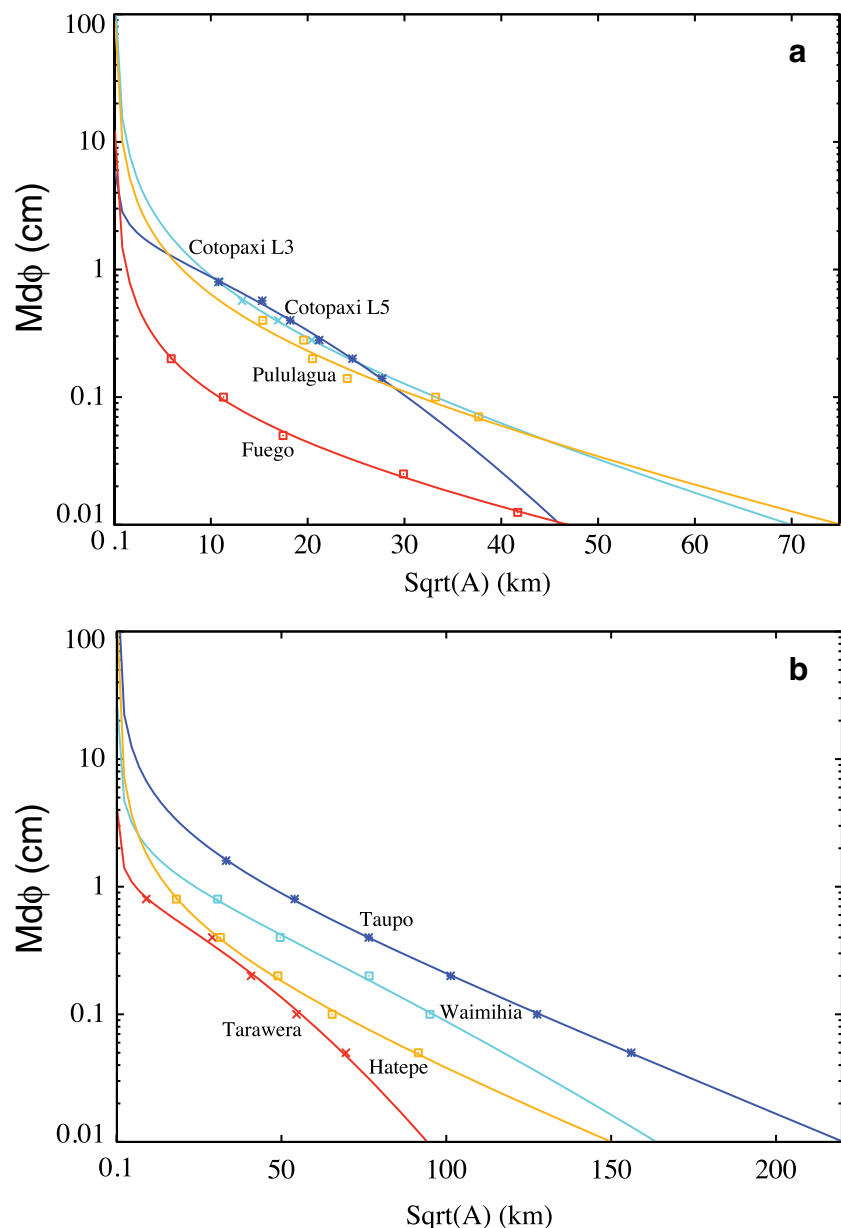 100
a
10
Mdϕ (cm)
Cotopaxi L3
1
Cotopaxi L5
Pululagua
0.1
Fuego
0.01
0.1 10 20 30 40 50 60 70
Sqrt(A) (km)
100
b
10
Mdϕ (cm)
1
Taupo
0.1
Waimihia
Tarawera
Hatepe
0.01
0.1 50 100 150 200
Sqrt(A) (km)